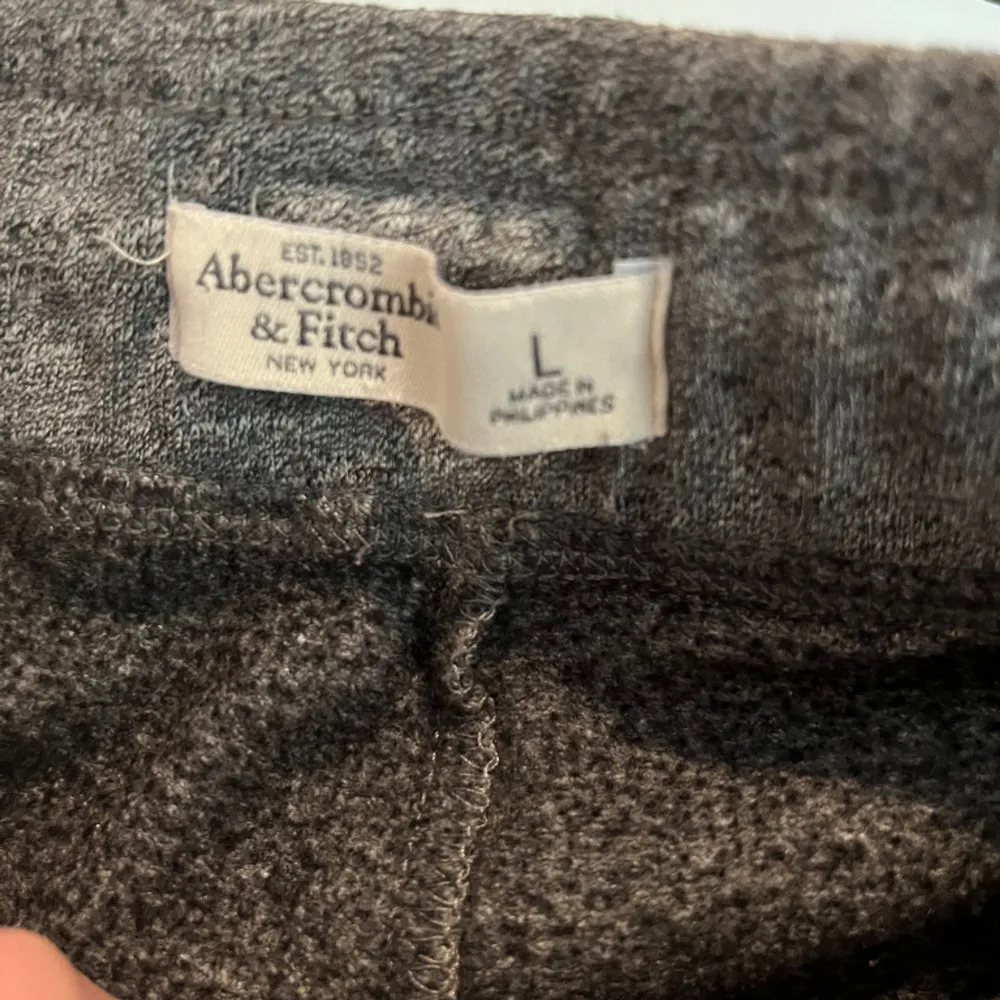 EST. 1892
Abercrombi
& Fitch
NEW YORK
L
MADE IN
PHILIPPINES